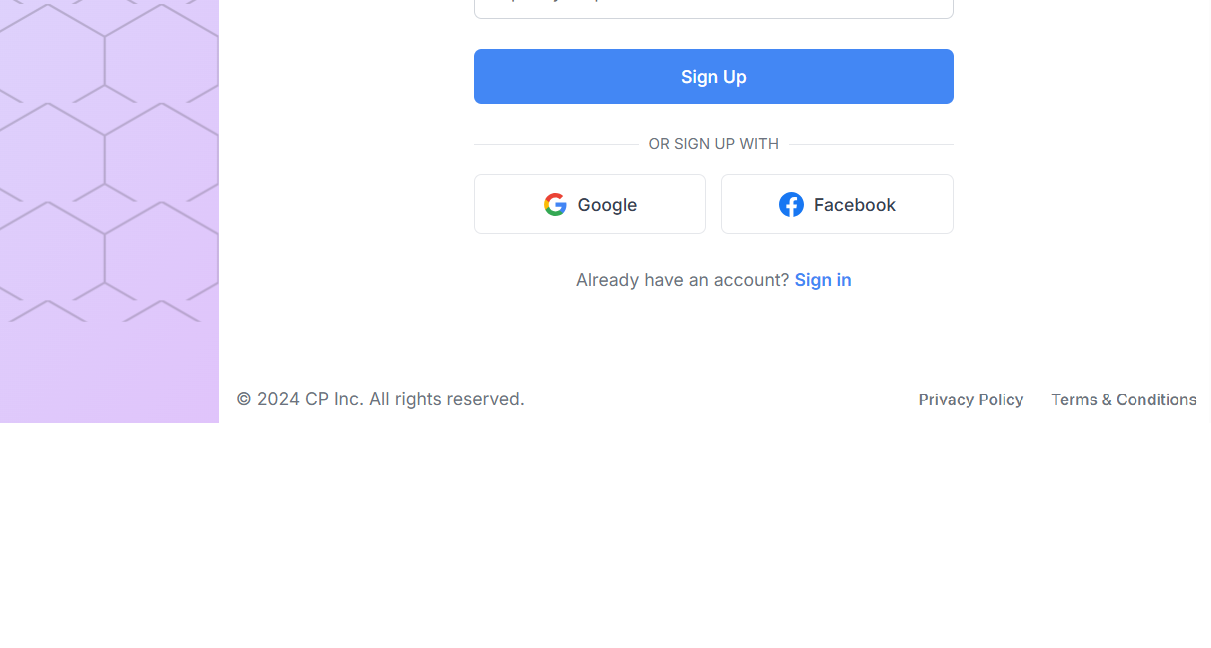 Sign Up
OR SIGN UP WITH
Google
Facebook
Already have an account? Sign in
© 2024 CP Inc. All rights reserved.
Privacy Policy
Terms & Conditions